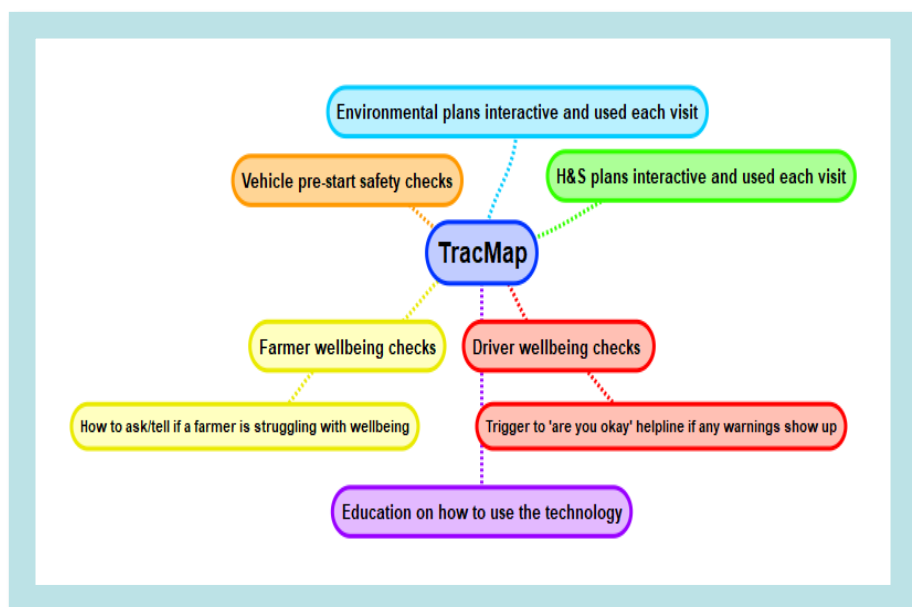 Environmental plans interactive and used each visit
Vehicle pre-start safety checks
H&S plans interactive and used each visit
TracMap
Farmer wellbeing checks
Driver wellbeing checks
How to ask/tell if a farmer is struggling with wellbeing
Trigger to 'are you okay' helpline if any warnings show up
Education on how to use the technology